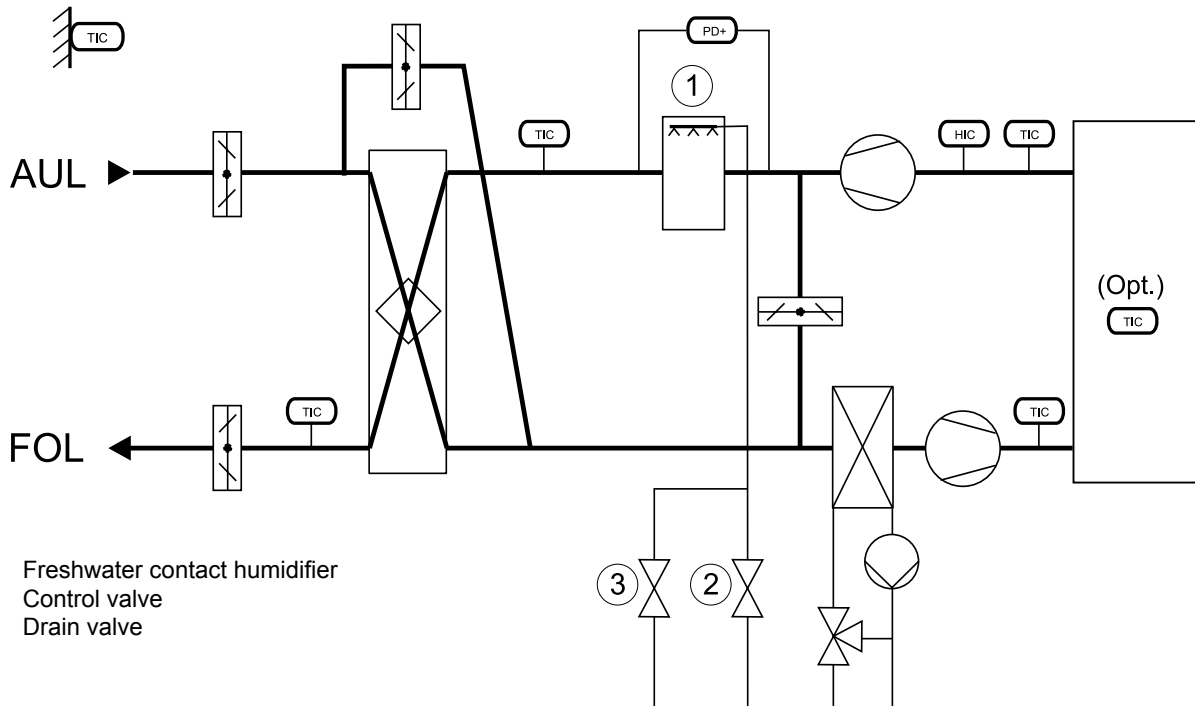 TIC
PD+
1
TIC
HIC
TIC
AUL
(Opt.)
TIC
TIC
TIC
FOL
3
2
Freshwater contact humidifier
Control valve
Drain valve